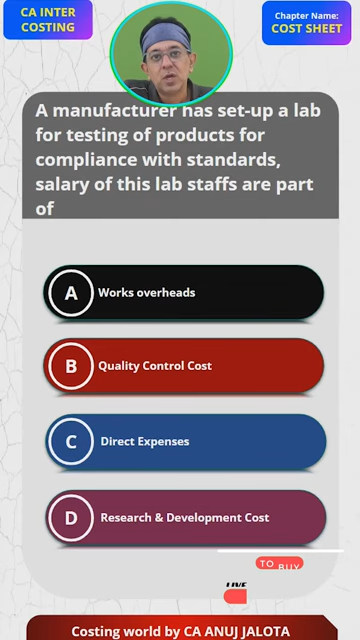 CA INTER
COSTING
Chapter Name:
COST SHEET
A manufacturer has set-up a lab
for testing of products for
compliance with standards,
salary of this lab staffs are part
of
A Works overheads
B Quality Control Cost
C Direct Expenses
D Research & Development Cost
TO BUY
LIVE
Costing world by CA ANUJ JALOTA